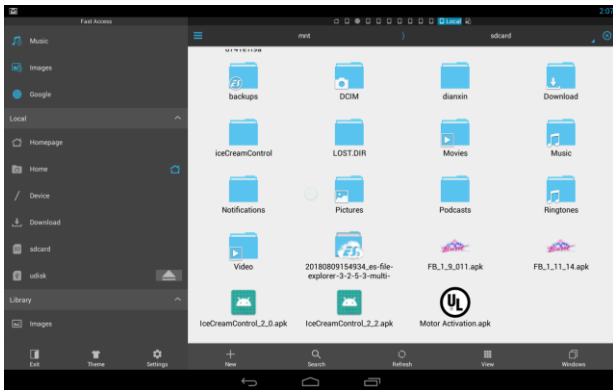 2:07
Fast Access
Local
Music
Images
Google
Local
Homepage
Home
Device
Download
sdcard
udisk
Library
Images
Exit
Theme
Settings
mnt
sdcard
backups
DCIM
dianxin
Download
iceCreamControl
LOST.DIR
Movies
Music
Notifications
Pictures
Podcasts
Ringtones
Video
20180809154934_es-file-
explorer-3-2-5-3-multi-
FB_1_9_011.apk
FB_1_11_14.apk
IceCreamControl_2_0.apk
IceCreamControl_2_2.apk
UL
Motor Activation.apk
New
Search
Refresh
View
Windows